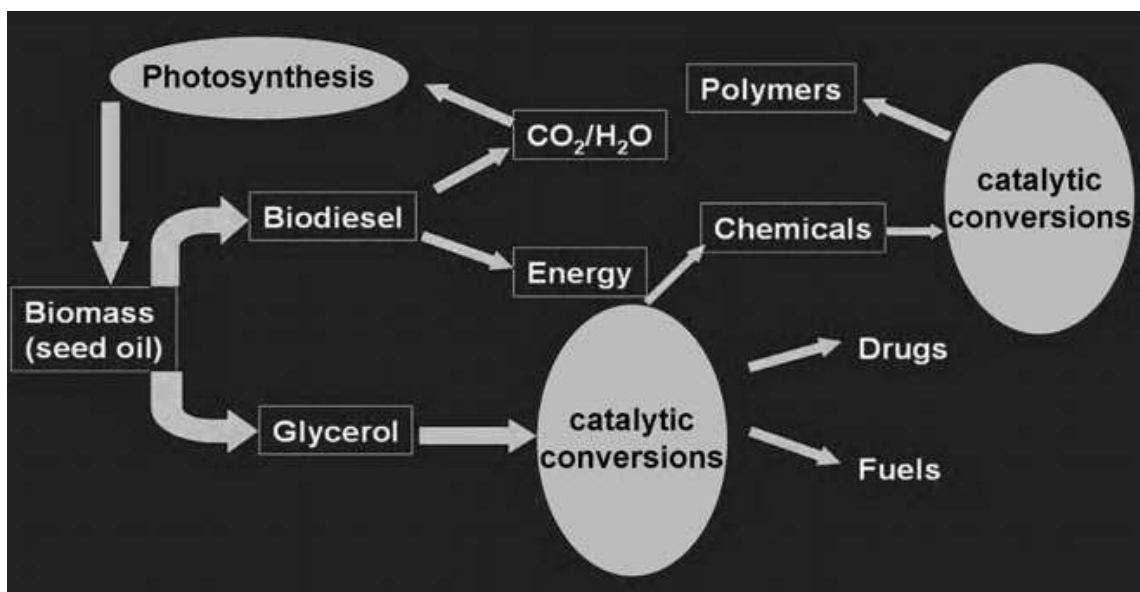 Photosynthesis
Polymers
CO₂/H₂O
catalytic
conversions
Biodiesel
Chemicals
Energy
Biomass
(seed oil)
Drugs
Glycerol
catalytic
conversions
Fuels